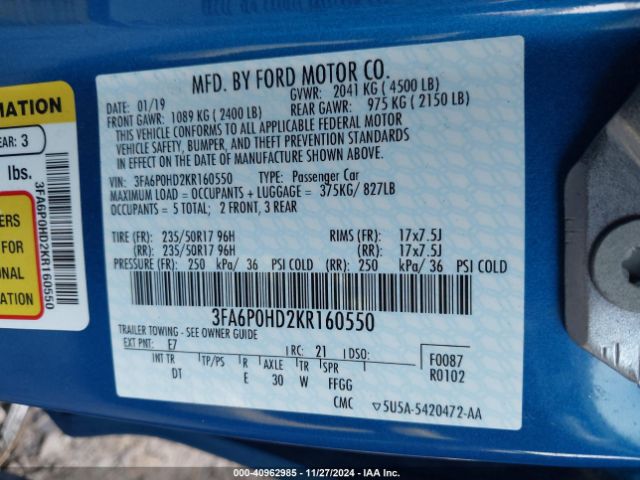 MFD. BY FORD MOTOR CO.
DATE: 01/19
GVWR: 2041 KG ( 4500 LB)
FRONT GAWR: 1089 KG ( 2400 LB)
REAR GAWR: 975 KG ( 2150 LB)
THIS VEHICLE CONFORMS TO ALL APPLICABLE FEDERAL MOTOR
VEHICLE SAFETY, BUMPER, AND THEFT PREVENTION STANDARDS
IN EFFECT ON THE DATE OF MANUFACTURE SHOWN ABOVE.
VIN: 3FA6P0HD2KR160550 TYPE: Passenger Car
MAXIMUM LOAD = OCCUPANTS + LUGGAGE = 375KG/ 827LB
OCCUPANTS = 5 TOTAL; 2 FRONT, 3 REAR
TIRE (FR): 235/50R17 96H RIMS (FR): 17x7.5J
(RR): 235/50R17 96H (RR): 17x7.5J
PRESSURE (FR): 250 kPa/ 36 PSI COLD (RR): 250 kPa/ 36 PSI COLD
3FA6P0HD2KR160550
TRAILER TOWING - SEE OWNER GUIDE
EXT PNT: E7 RC: 21 DSO:
F0087
R0102
INT TR TP/PS R AXLE TR SPR
DT E 30 W FFGG
CMC ▽5U5A-5420472-AA
ORMATION
EAR: 3
lbs.
3FA6P0HD2KR160550
ERS
FOR
ONAL
ATION
000-40962985 - 11/27/2024 - IAA Inc.